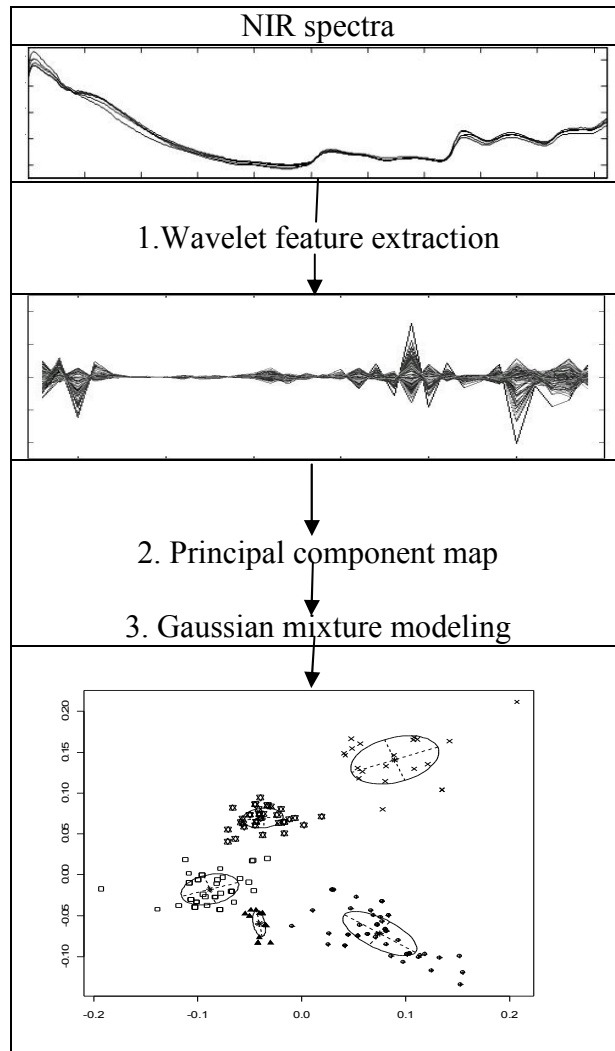 NIR spectra
1.Wavelet feature extraction
2. Principal component map
3. Gaussian mixture modeling
0.20
0.15
0.10
0.05
0.00
-0.05
-0.10
-0.2 -0.1 0.0 0.1 0.2